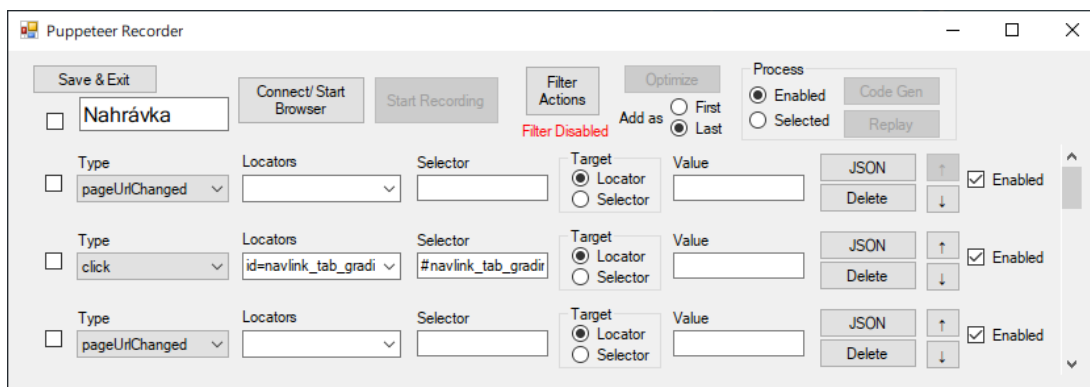 Puppeteer Recorder
Save & Exit
Nahrávka
Connect/ Start
Browser
Start Recording
Filter
Actions
Filter Disabled
Optimize
Add as
First
Last
Process
Enabled
Selected
Code Gen
Replay
Type
pageUrlChanged
Locators
Selector
Target
Locator
Selector
Value
JSON
Delete
↑
↓
Enabled
Type
click
Locators
id=navlink_tab_gradi
Selector
#navlink_tab_gradin
Target
Locator
Selector
Value
JSON
Delete
↑
↓
Enabled
Type
pageUrlChanged
Locators
Selector
Target
Locator
Selector
Value
JSON
Delete
↑
↓
Enabled